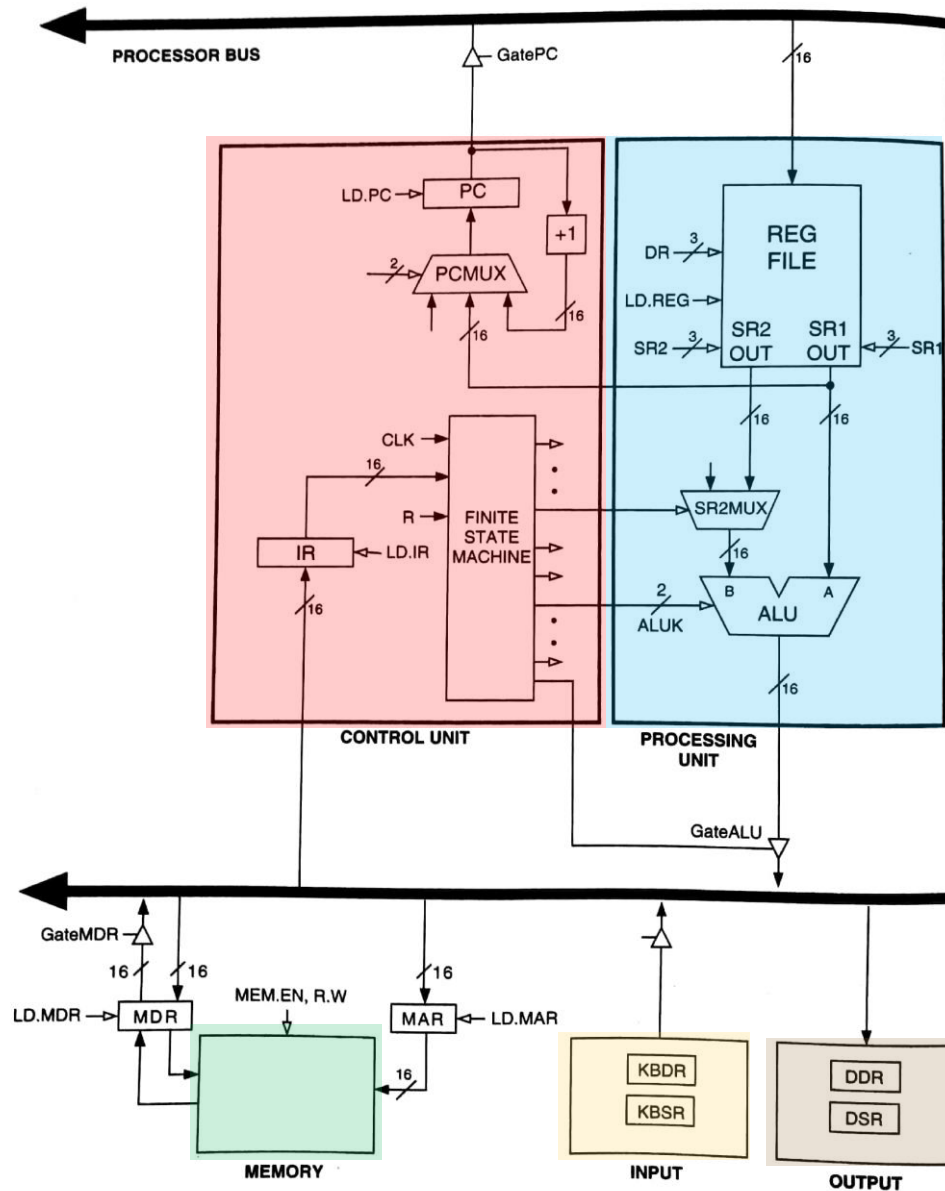 PROCESSOR BUS
GatePC
16
LD.PC
PC
+1
2
PCMUX
16
16
REG
FILE
DR
3
LD.REG
SR2
3
SR2
OUT
SR1
OUT
3
SR1
16
16
CLK
16
R
FINITE
STATE
MACHINE
IR
LD.IR
16
SR2MUX
16
B
A
ALU
2
ALUK
16
CONTROL UNIT
PROCESSING
UNIT
GateALU
GateMDR
16
16
16
LD.MDR
MDR
MEM.EN, R.W
MAR
LD.MAR
16
KBDR
KBSR
DDR
DSR
MEMORY
INPUT
OUTPUT